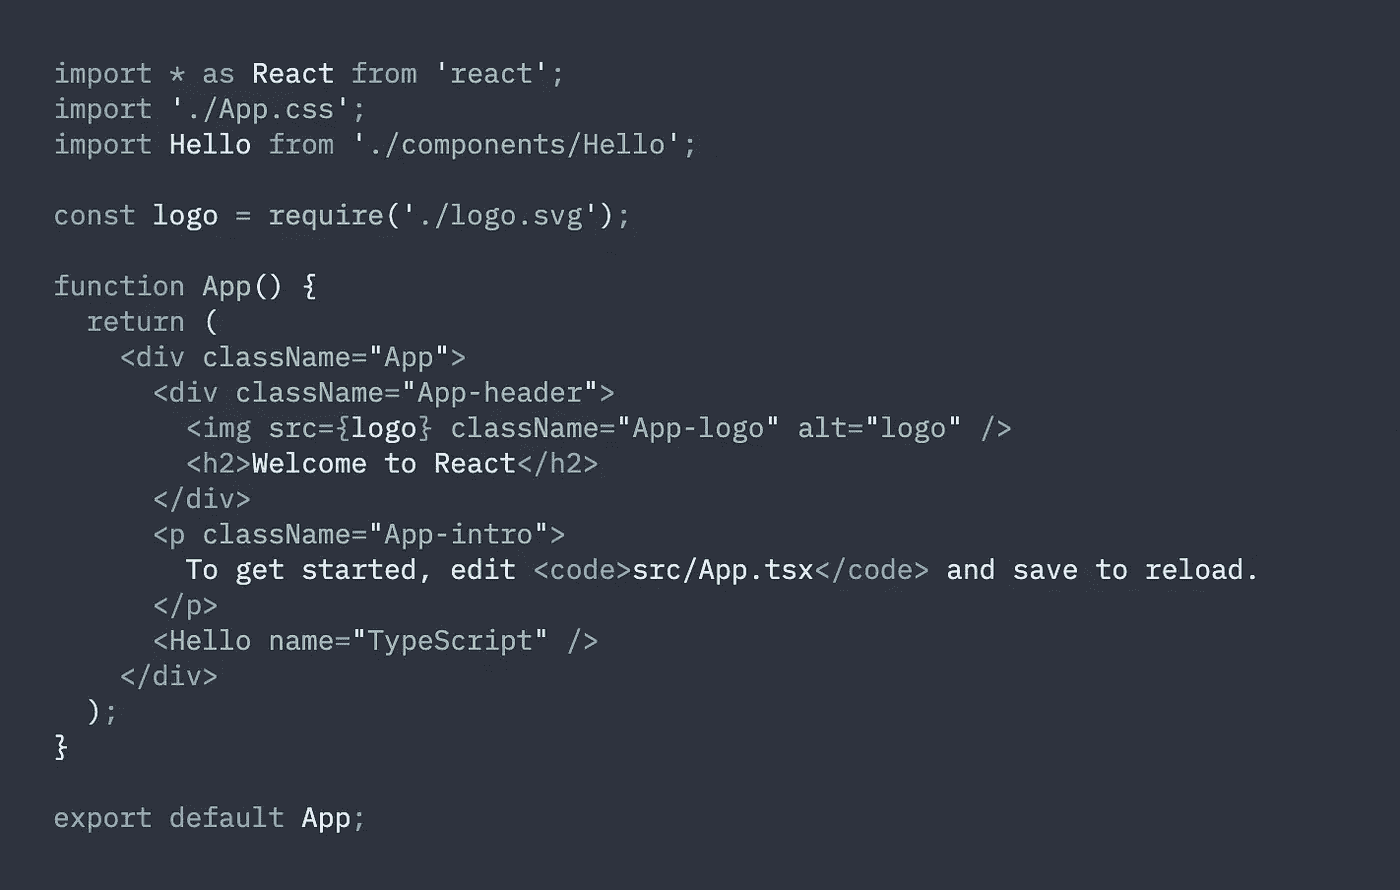 import * as React from 'react';
import './App.css';
import Hello from './components/Hello';

const logo = require('./logo.svg');

function App() {
  return (
    <div className="App">
      <div className="App-header">
        <img src={logo} className="App-logo" alt="logo" />
        <h2>Welcome to React</h2>
      </div>
      <p className="App-intro">
        To get started, edit <code>src/App.tsx</code> and save to reload.
      </p>
      <Hello name="TypeScript" />
    </div>
  );
}

export default App;